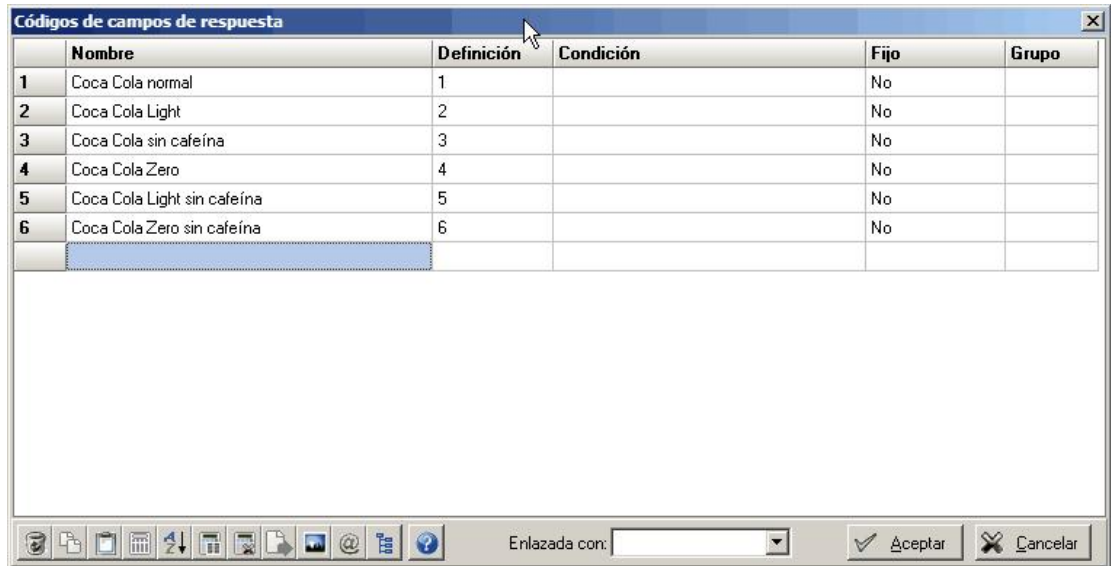 Códigos de campos de respuesta
Nombre Definición Condición Fijo Grupo
1 Coca Cola normal 1 No
2 Coca Cola Light 2 No
3 Coca Cola sin cafeína 3 No
4 Coca Cola Zero 4 No
5 Coca Cola Light sin cafeína 5 No
6 Coca Cola Zero sin cafeína 6 No
Enlazada con: Aceptar Cancelar